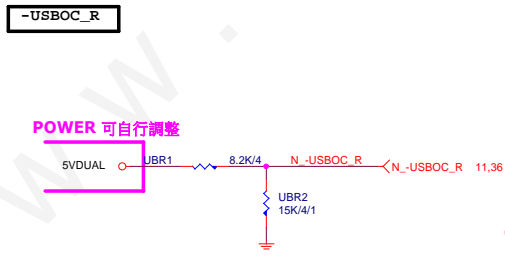 -USBOC_R
POWER 可自行調整
5VDUAL UBR1 8.2K/4 N_-USBOC_R N_-USBOC_R 11,36
UBR2
15K/4/1
w w .